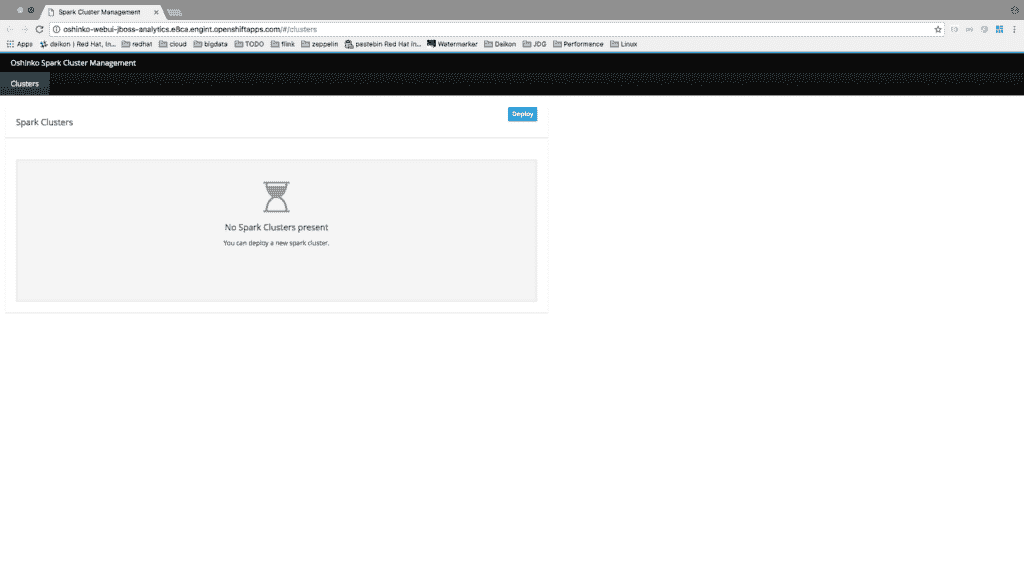 Spark Cluster Management
oshinko-webui-jboss-analytics.e8ca.engint.openshiftapps.com/#/clusters
Apps daikon | Red Hat, In... redhat cloud bigdata TODO flink zeppelin pastebin Red Hat In... Watermarker Daikon JDG Performance Linux
Oshinko Spark Cluster Management
Clusters
Spark Clusters
Deploy
No Spark Clusters present
You can deploy a new spark cluster.